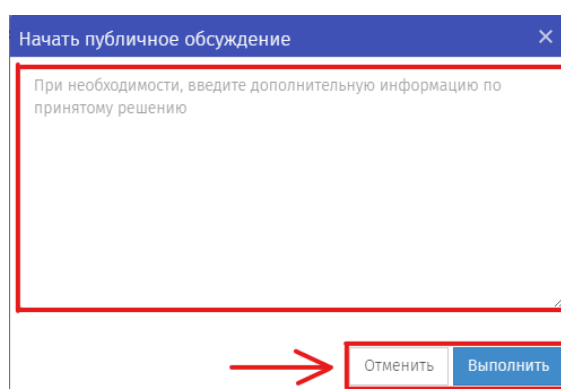 Начать публичное обсуждение
При необходимости, введите дополнительную информацию по
принятому решению
Отменить Выполнить